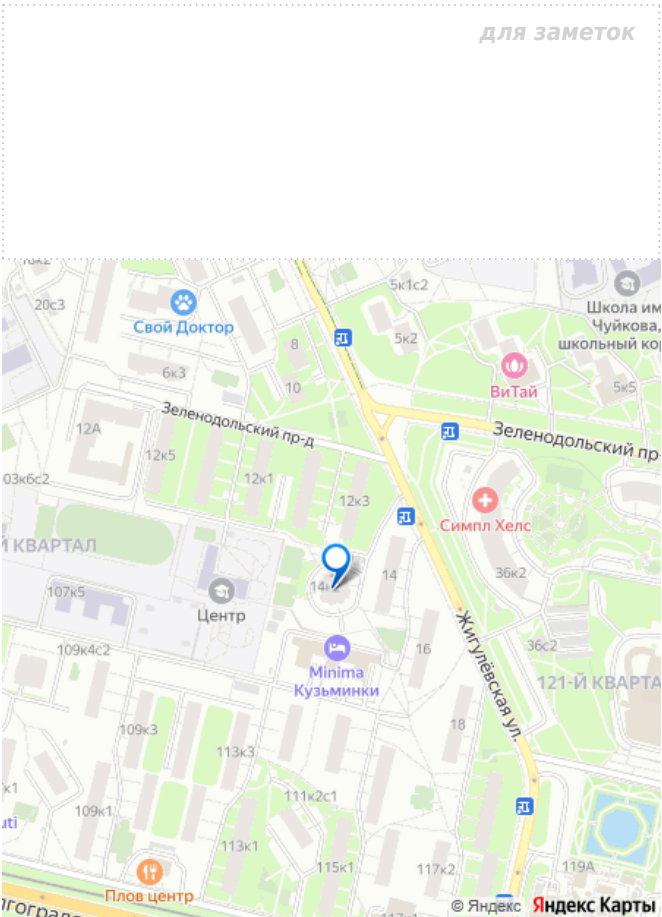 для заметок
5к1с2
20с3
Школа им
Чуйкова,
школьный кор
Свой Доктор
8
5к2
6к3
10
ВиТай
5к5
Зеленодольский пр-д
12А
Зеленодольский пр-
12к5
03к6с2
12к1
12к3
Симпл Хелс
Й КВАРТАЛ
14
36к2
107к5
Центр
109к4с2
16
36с2
Minima
Кузьминки
Жигулёвская ул.
121-Й КВАРТА
109к3
18
113к3
к1
111к2с1
109к1
uti
113к1
115к1
117к2
119А
Плов центр
© Яндекс Яндекс Карты